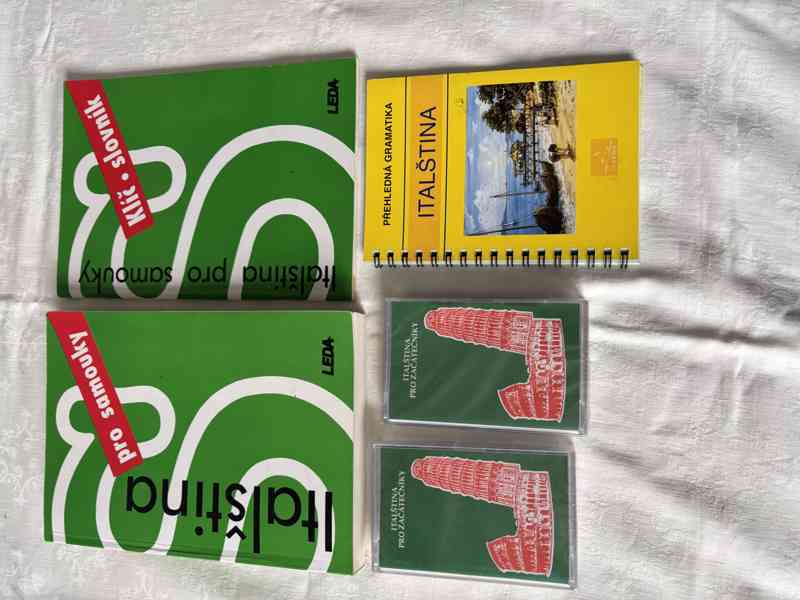 Klíč • slovník
LEDA
Italština pro samouky
pro samouky
LEDA
Italština
PŘEHLEDNÁ GRAMATIKA
ITALŠTINA
ITALŠTINA
PRO ZAČÁTEČNÍKY
ITALŠTINA
PRO ZAČÁTEČNÍKY